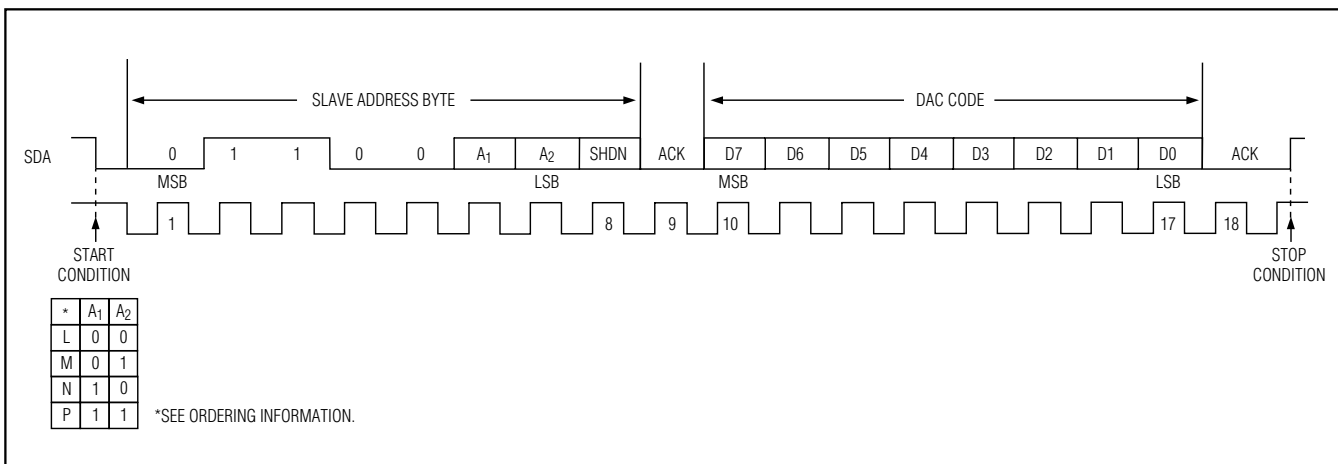 SLAVE ADDRESS BYTE DAC CODE
SDA 0 1 1 0 0 A1 A2 SHDN ACK D7 D6 D5 D4 D3 D2 D1 D0 ACK
MSB LSB MSB LSB
1 8 9 10 17 18
START
CONDITION
STOP
CONDITION
* A1 A2
L 0 0
M 0 1
N 1 0
P 1 1
*SEE ORDERING INFORMATION.